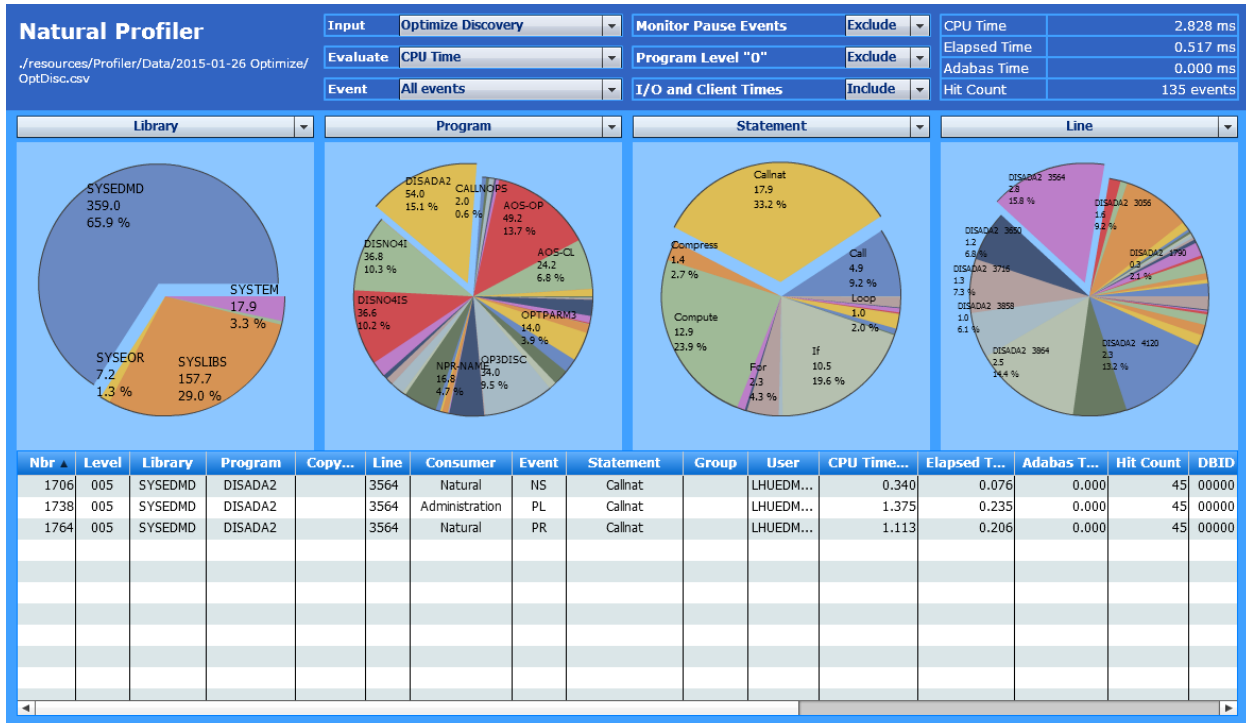 Natural Profiler
./resources/Profiler/Data/2015-01-26 Optimize/
OptDisc.csv
Input Optimize Discovery
Evaluate CPU Time
Event All events
Monitor Pause Events Exclude
Program Level "0" Exclude
I/O and Client Times Include
CPU Time 2.828 ms
Elapsed Time 0.517 ms
Adabas Time 0.000 ms
Hit Count 135 events
Library
SYSEDMD
359.0
65.9 %
SYSTEM
17.9
3.3 %
SYSEOR
7.2
1.3 %
SYSLIBS
157.7
29.0 %
Program
DISADA2
54.0
15.1 %
CALLNOPS
2.0
0.6 %
AOS-OP
49.2
13.7 %
DISNO4I
36.8
10.3 %
AOS-CL
24.2
6.8 %
DISNO4IS
36.6
10.2 %
OPTPARM3
14.0
3.9 %
NPR-NAME
16.8
4.7 %
OP3DISC
34.0
9.5 %
Statement
Callnat
17.9
33.2 %
Compress
1.4
2.7 %
Call
4.9
9.2 %
Loop
1.0
2.0 %
Compute
12.9
23.9 %
If
10.5
19.6 %
For
2.3
4.3 %
Line
DISADA2 3564
2.8
15.8 %
DISADA2 3056
1.6
9.2 %
DISADA2 3650
1.2
6.8 %
DISADA2 1790
0.3
2.1 %
DISADA2 3716
1.3
7.3 %
DISADA2 3858
1.0
6.1 %
DISADA2 3864
2.5
14.4 %
DISADA2 4120
2.3
13.2 %
Nbr Level Library Program Copy... Line Consumer Event Statement Group User CPU Time... Elapsed T... Adabas T... Hit Count DBID
1706 005 SYSEDMD DISADA2 3564 Natural NS Callnat LHUEDM... 0.340 0.076 0.000 45 00000
1738 005 SYSEDMD DISADA2 3564 Administration PL Callnat LHUEDM... 1.375 0.235 0.000 45 00000
1764 005 SYSEDMD DISADA2 3564 Natural PR Callnat LHUEDM... 1.113 0.206 0.000 45 00000